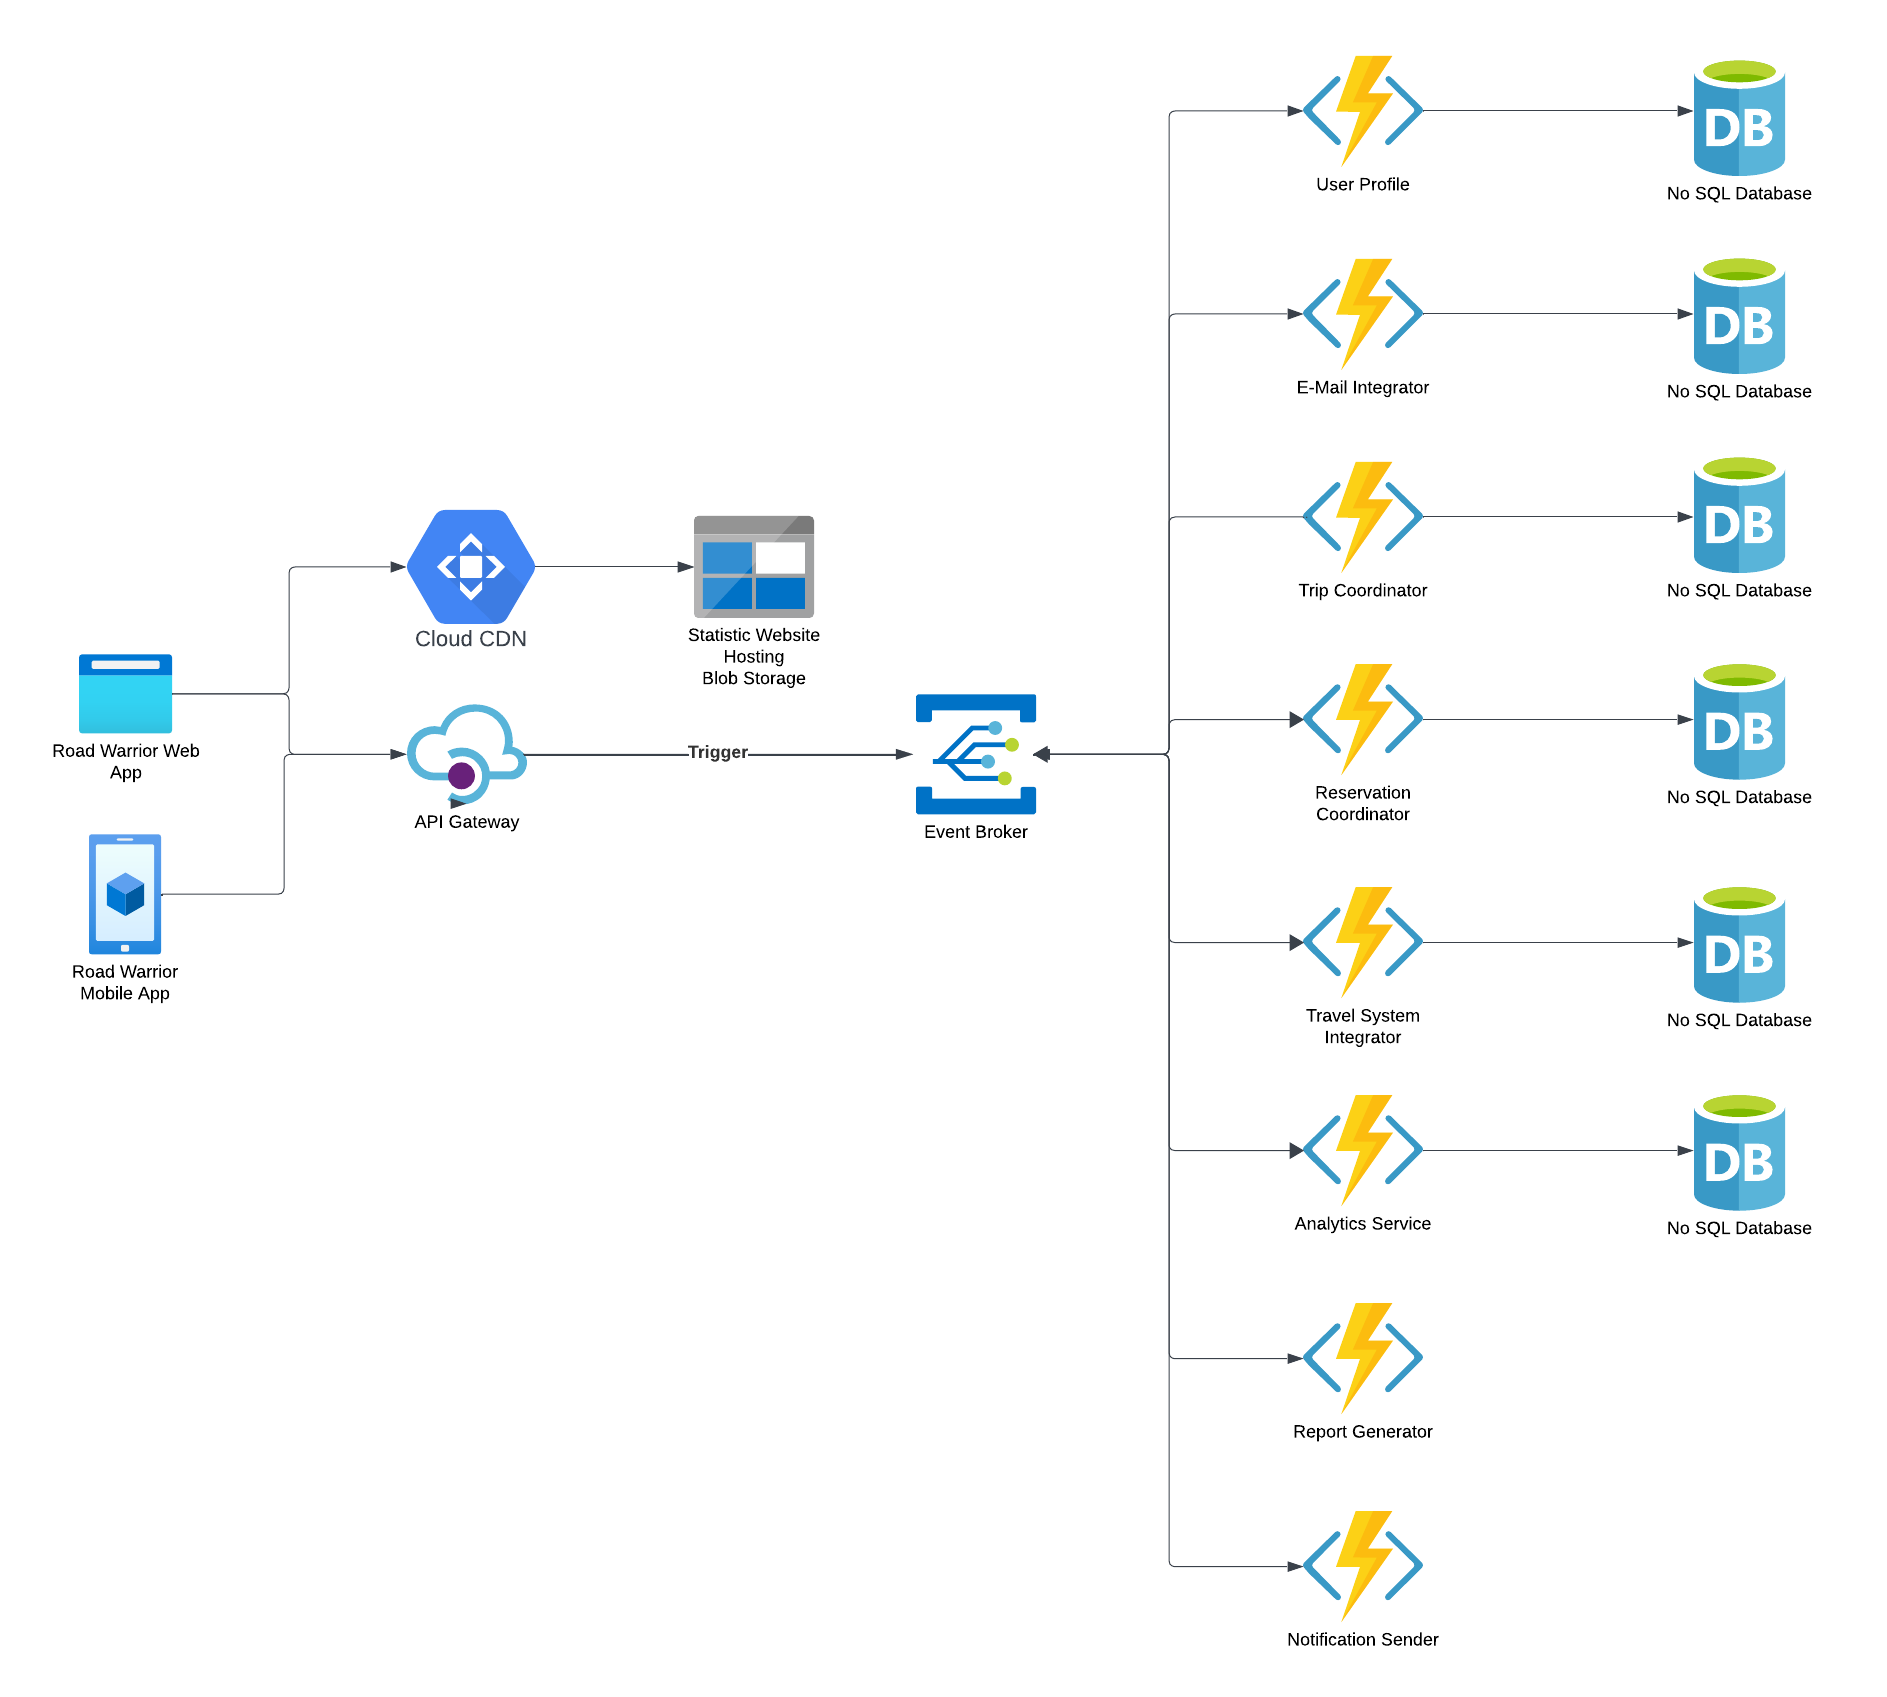 User Profile
DB
No SQL Database
E-Mail Integrator
DB
No SQL Database
Trip Coordinator
DB
No SQL Database
Cloud CDN
Statistic Website
Hosting
Blob Storage
Road Warrior Web
App
API Gateway
Trigger
Event Broker
Reservation
Coordinator
DB
No SQL Database
Road Warrior
Mobile App
Travel System
Integrator
DB
No SQL Database
Analytics Service
DB
No SQL Database
Report Generator
Notification Sender